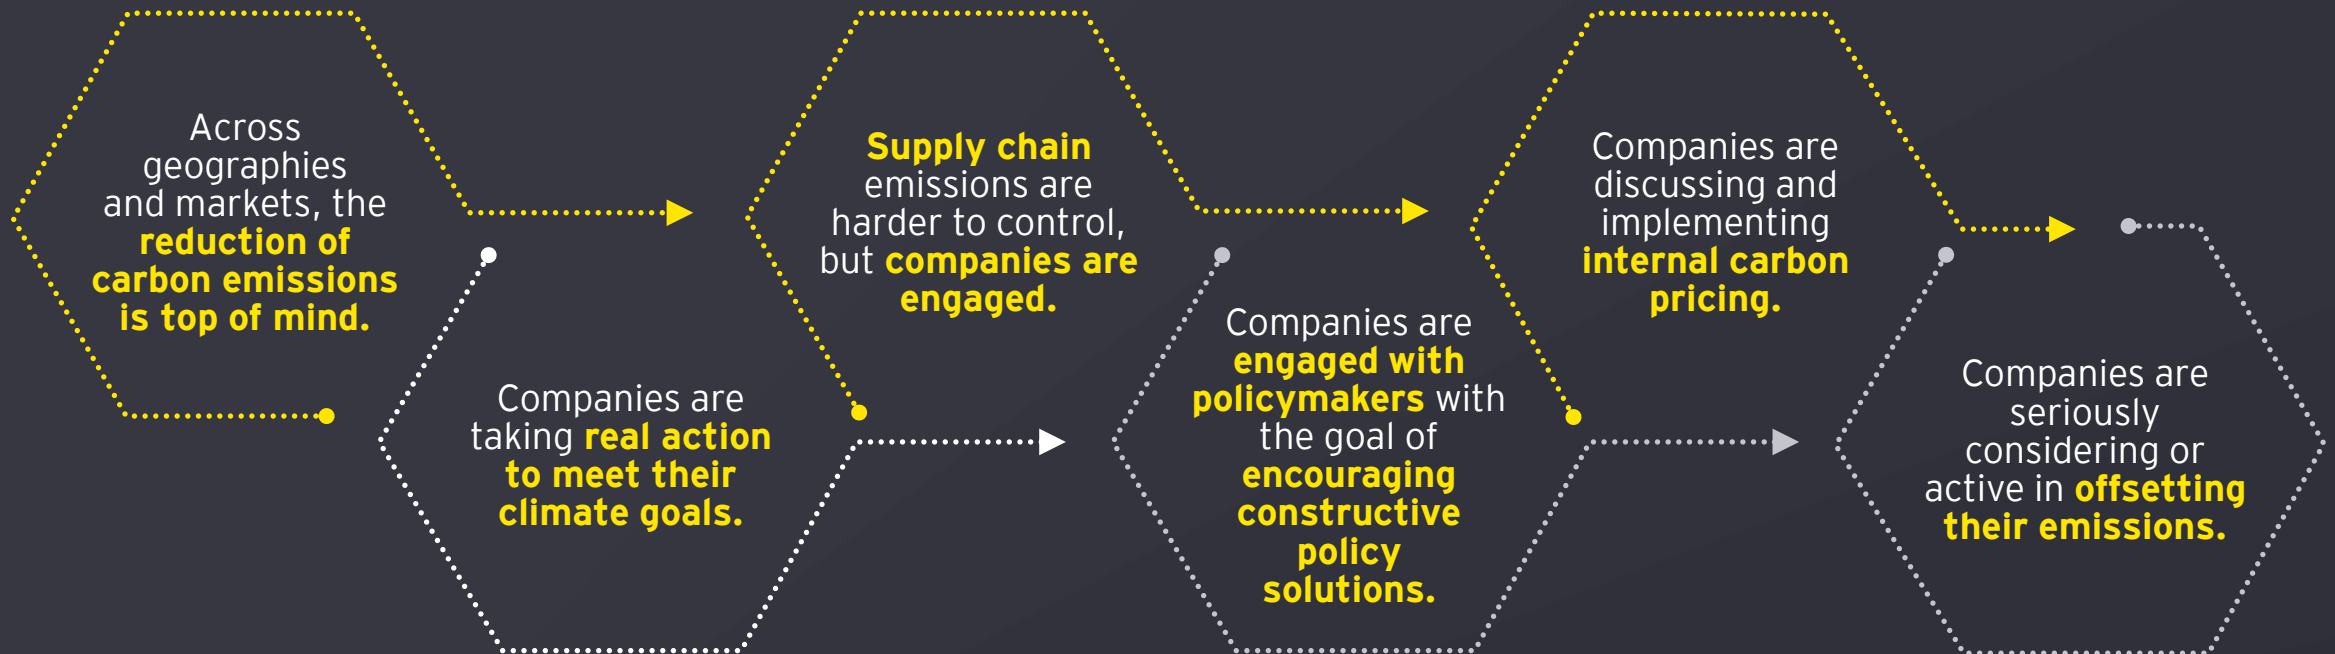 Across
geographies
and markets, the
reduction of
carbon emissions
is top of mind.
Companies are
taking real action
to meet their
climate goals.
Supply chain
emissions are
harder to control,
but companies are
engaged.
Companies are
engaged with
policymakers with
the goal of
encouraging
constructive
policy
solutions.
Companies are
discussing and
implementing
internal carbon
pricing.
Companies are
seriously
considering or
active in offsetting
their emissions.